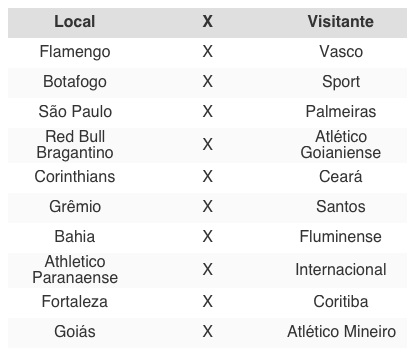 Local X Visitante
Flamengo X Vasco
Botafogo X Sport
São Paulo X Palmeiras
Red Bull Bragantino X Atlético Goianiense
Corinthians X Ceará
Grêmio X Santos
Bahia X Fluminense
Athletico Paranaense X Internacional
Fortaleza X Coritiba
Goiás X Atlético Mineiro